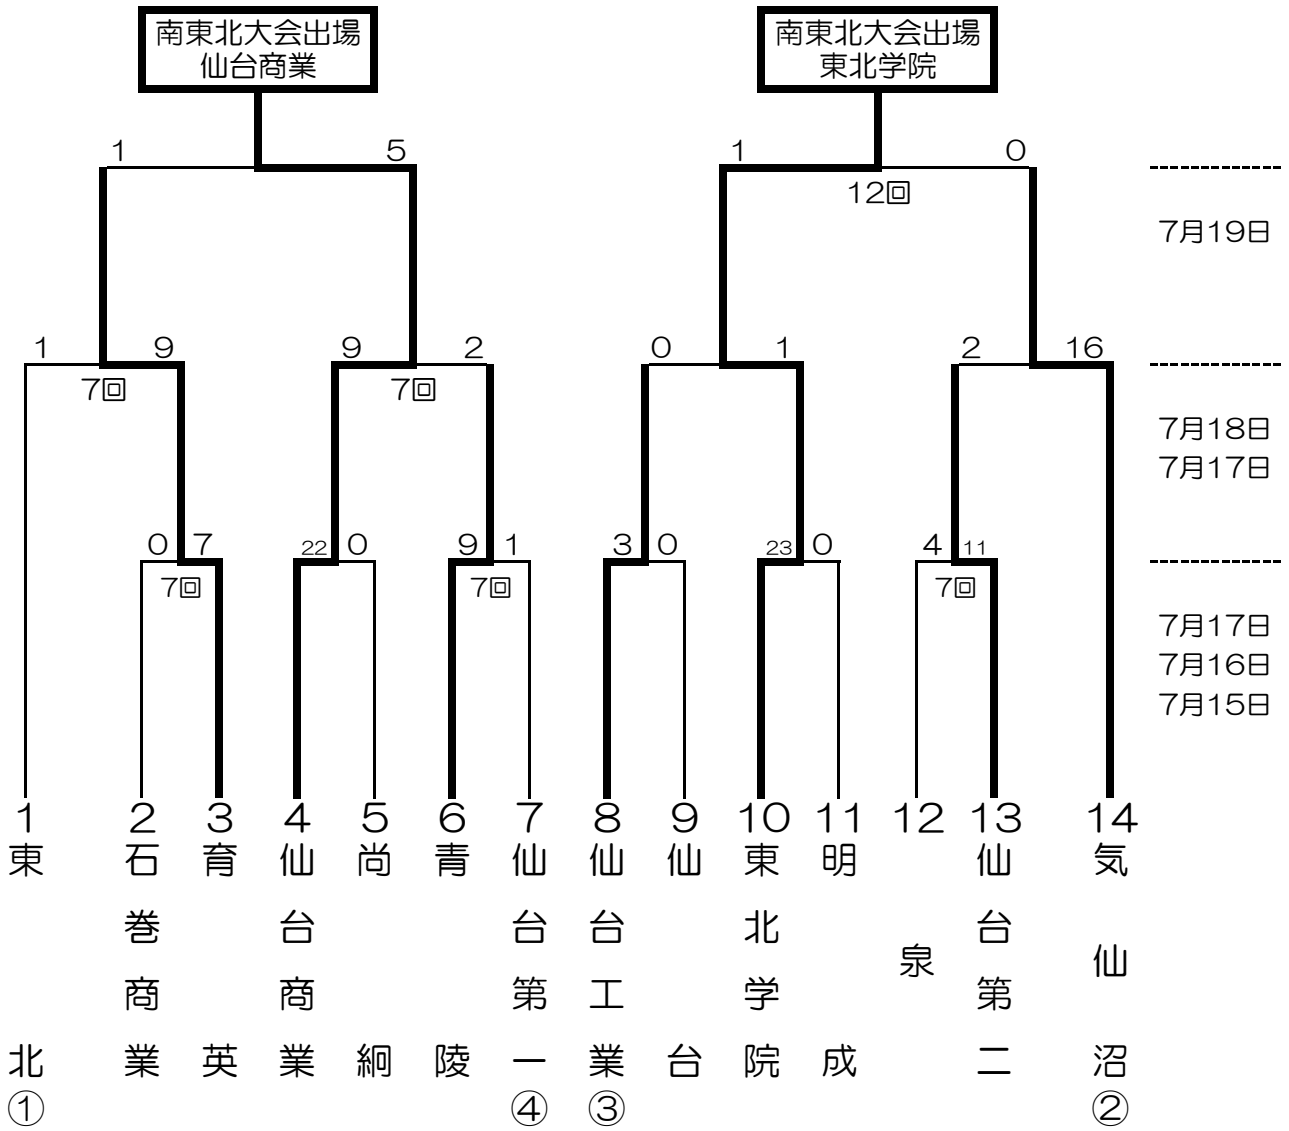 南東北大会出場
仙台商業
南東北大会出場
東北学院
1 5 1 0
12回
7月19日
1 9 9 2 0 1 2 16
7回 7回
7月18日
7月17日
0 7 22 0 9 1 3 0 23 0 4 11
7回 7回 7回
7月17日
7月16日
7月15日
1 2 3 4 5 6 7 8 9 10 11 12 13 14
東北
石巻商業
育英
仙台商業
尚絅
青陵
仙台第一
仙台工業
仙台
東北学院
明成
泉
仙台第二
気仙沼
① ④ ③ ②